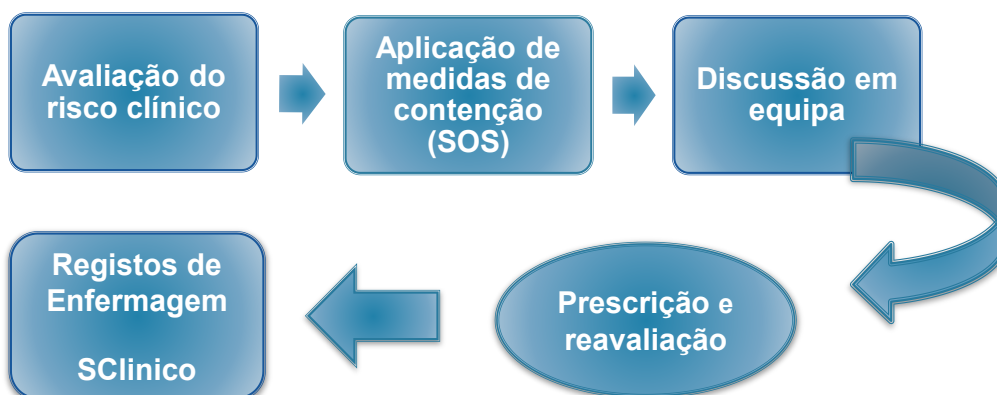 Avaliação do
risco clínico
Aplicação de
medidas de
contenção
(SOS)
Discussão em
equipa
Prescrição e
reavaliação
Registos de
Enfermagem
SClinico